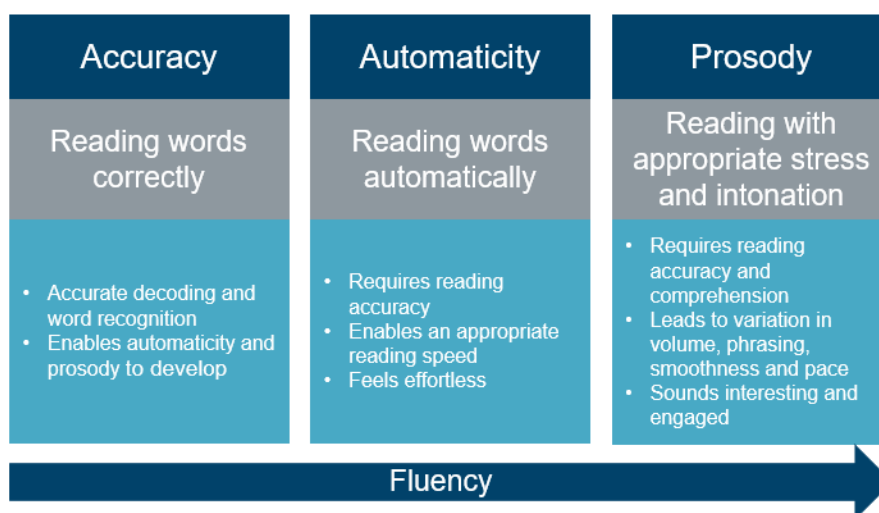 Accuracy
Reading words
correctly
• Accurate decoding and
word recognition
• Enables automaticity and
prosody to develop
Automaticity
Reading words
automatically
• Requires reading
accuracy
• Enables an appropriate
reading speed
• Feels effortless
Prosody
Reading with
appropriate stress
and intonation
• Requires reading
accuracy and
comprehension
• Leads to variation in
volume, phrasing,
smoothness and pace
• Sounds interesting and
engaged
Fluency